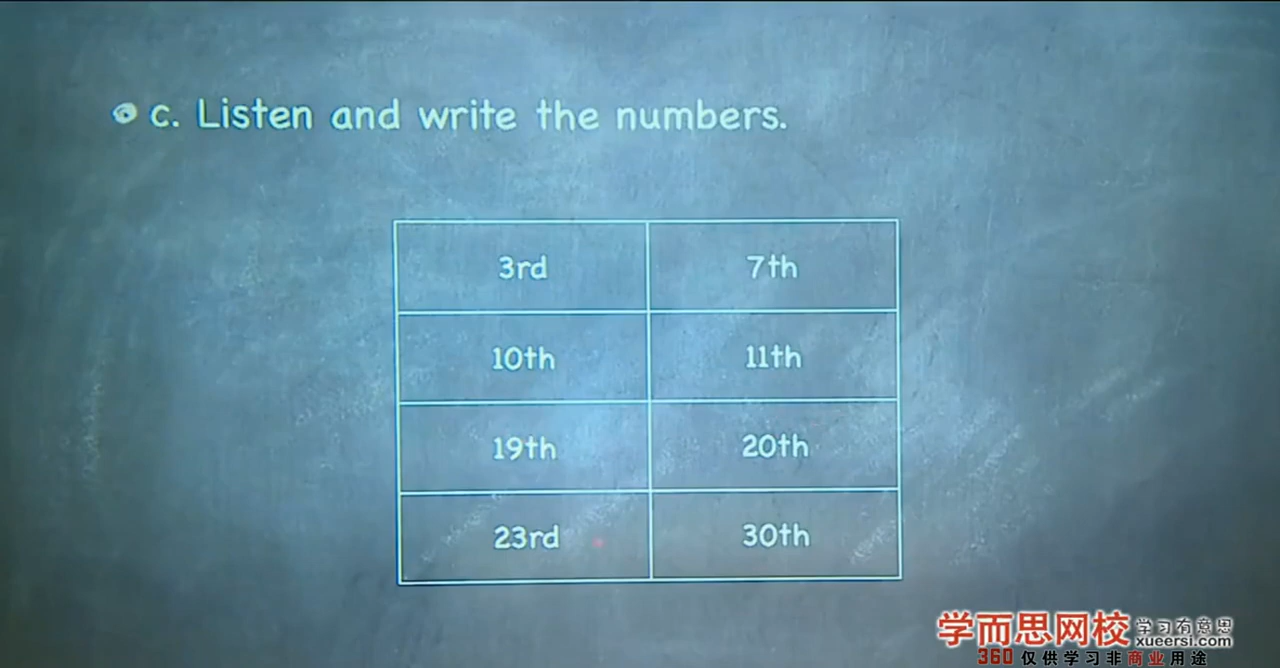 c. Listen and write the numbers.
3rd 7th
10th 11th
19th 20th
23rd 30th
学而思网校 学习有意思
xueersi.com
360 仅供学习非商业用途